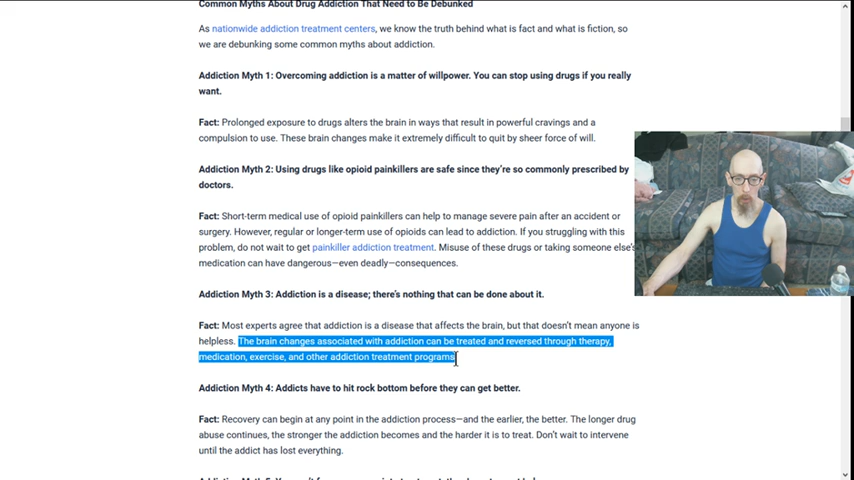 Common Myths About Drug Addiction That Need to Be Debunked
As nationwide addiction treatment centers, we know the truth behind what is fact and what is fiction, so
we are debunking some common myths about addiction.
Addiction Myth 1: Overcoming addiction is a matter of willpower. You can stop using drugs if you really
want.
Fact: Prolonged exposure to drugs alters the brain in ways that result in powerful cravings and a
compulsion to use. These brain changes make it extremely difficult to quit by sheer force of will.
Addiction Myth 2: Using drugs like opioid painkillers are safe since they're so commonly prescribed by
doctors.
Fact: Short-term medical use of opioid painkillers can help to manage severe pain after an accident or
surgery. However, regular or longer-term use of opioids can lead to addiction. If you struggling with this
problem, do not wait to get painkiller addiction treatment. Misuse of these drugs or taking someone else's
medication can have dangerous—even deadly—consequences.
Addiction Myth 3: Addiction is a disease; there's nothing that can be done about it.
Fact: Most experts agree that addiction is a disease that affects the brain, but that doesn't mean anyone is
helpless. The brain changes associated with addiction can be treated and reversed through therapy,
medication, exercise, and other addiction treatment programs
Addiction Myth 4: Addicts have to hit rock bottom before they can get better.
Fact: Recovery can begin at any point in the addiction process—and the earlier, the better. The longer drug
abuse continues, the stronger the addiction becomes and the harder it is to treat. Don't wait to intervene
until the addict has lost everything.